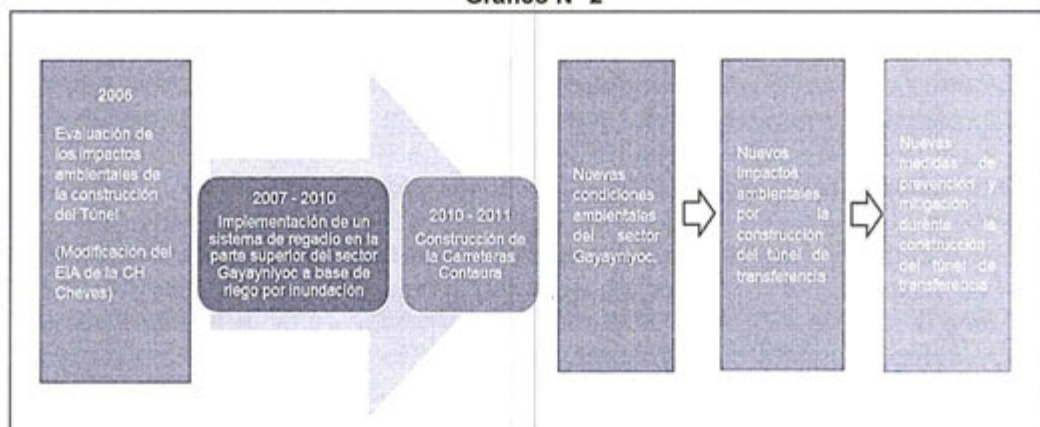 Gráfico N° 2
2006
Evaluación de
los impactos
ambientales de
la construcción
del Túnel
(Modificación del
EIA de la CH
Cheves)
2007 - 2010
Implementación de un
sistema de regadío en la
parte superior del sector
Gayayniyoc a base de
riego por inundación
2010 - 2011
Construcción de
la Carreteras
Contaura
Nuevas
condiciones
ambientales
del sector
Gayayniyoc.
Nuevos
impactos
ambientales
por la
construcción
del túnel de
transferencia
Nuevas
medidas de
prevención y
mitigación
durante la
construcción
del túnel de
transferencia